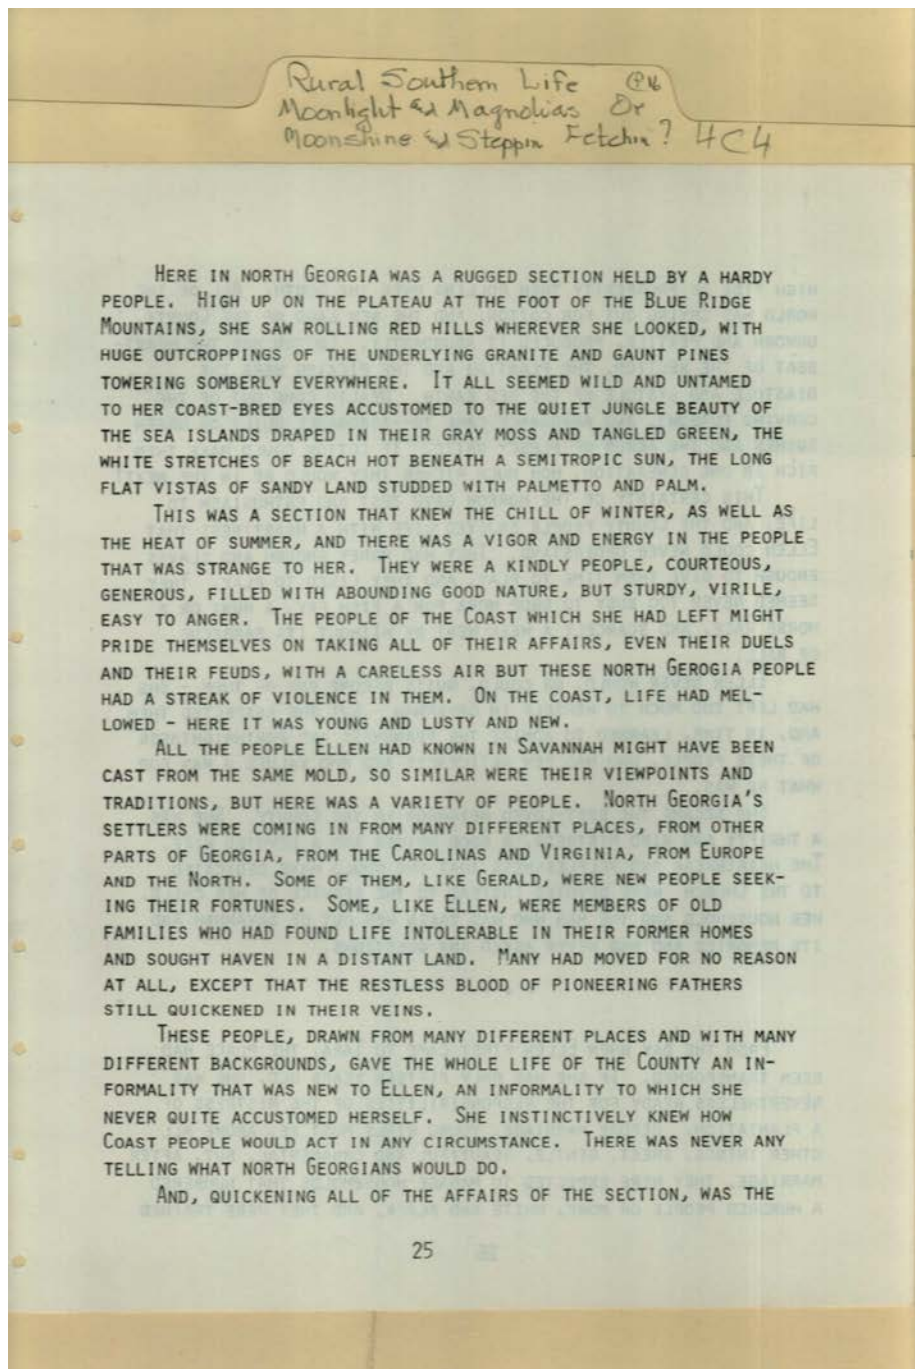 Rural Southern Life
Moonlight & Magnolias Or
Moonshine & Steppin Fetchin? 4C4
HERE IN NORTH GEORGIA WAS A RUGGED SECTION HELD BY A HARDY
PEOPLE. HIGH UP ON THE PLATEAU AT THE FOOT OF THE BLUE RIDGE
MOUNTAINS, SHE SAW ROLLING RED HILLS WHEREVER SHE LOOKED, WITH
HUGE OUTCROPPINGS OF THE UNDERLYING GRANITE AND GAUNT PINES
TOWERING SOMBERLY EVERYWHERE. IT ALL SEEMED WILD AND UNTAMED
TO HER COAST-BRED EYES ACCUSTOMED TO THE QUIET JUNGLE BEAUTY OF
THE SEA ISLANDS DRAPED IN THEIR GRAY MOSS AND TANGLED GREEN, THE
WHITE STRETCHES OF BEACH HOT BENEATH A SEMITROPIC SUN, THE LONG
FLAT VISTAS OF SANDY LAND STUDDED WITH PALMETTO AND PALM.
THIS WAS A SECTION THAT KNEW THE CHILL OF WINTER, AS WELL AS
THE HEAT OF SUMMER, AND THERE WAS A VIGOR AND ENERGY IN THE PEOPLE
THAT WAS STRANGE TO HER. THEY WERE A KINDLY PEOPLE, COURTEOUS,
GENEROUS, FILLED WITH ABOUNDING GOOD NATURE, BUT STURDY, VIRILE,
EASY TO ANGER. THE PEOPLE OF THE COAST WHICH SHE HAD LEFT MIGHT
PRIDE THEMSELVES ON TAKING ALL OF THEIR AFFAIRS, EVEN THEIR DUELS
AND THEIR FEUDS, WITH A CARELESS AIR BUT THESE NORTH GEROGIA PEOPLE
HAD A STREAK OF VIOLENCE IN THEM. ON THE COAST, LIFE HAD MEL-
LOWED - HERE IT WAS YOUNG AND LUSTY AND NEW.
ALL THE PEOPLE ELLEN HAD KNOWN IN SAVANNAH MIGHT HAVE BEEN
CAST FROM THE SAME MOLD, SO SIMILAR WERE THEIR VIEWPOINTS AND
TRADITIONS, BUT HERE WAS A VARIETY OF PEOPLE. NORTH GEORGIA'S
SETTLERS WERE COMING IN FROM MANY DIFFERENT PLACES, FROM OTHER
PARTS OF GEORGIA, FROM THE CAROLINAS AND VIRGINIA, FROM EUROPE
AND THE NORTH. SOME OF THEM, LIKE GERALD, WERE NEW PEOPLE SEEK-
ING THEIR FORTUNES. SOME, LIKE ELLEN, WERE MEMBERS OF OLD
FAMILIES WHO HAD FOUND LIFE INTOLERABLE IN THEIR FORMER HOMES
AND SOUGHT HAVEN IN A DISTANT LAND. MANY HAD MOVED FOR NO REASON
AT ALL, EXCEPT THAT THE RESTLESS BLOOD OF PIONEERING FATHERS
STILL QUICKENED IN THEIR VEINS.
THESE PEOPLE, DRAWN FROM MANY DIFFERENT PLACES AND WITH MANY
DIFFERENT BACKGROUNDS, GAVE THE WHOLE LIFE OF THE COUNTY AN IN-
FORMALITY THAT WAS NEW TO ELLEN, AN INFORMALITY TO WHICH SHE
NEVER QUITE ACCUSTOMED HERSELF. SHE INSTINCTIVELY KNEW HOW
COAST PEOPLE WOULD ACT IN ANY CIRCUMSTANCE. THERE WAS NEVER ANY
TELLING WHAT NORTH GEORGIANS WOULD DO.
AND, QUICKENING ALL OF THE AFFAIRS OF THE SECTION, WAS THE
25